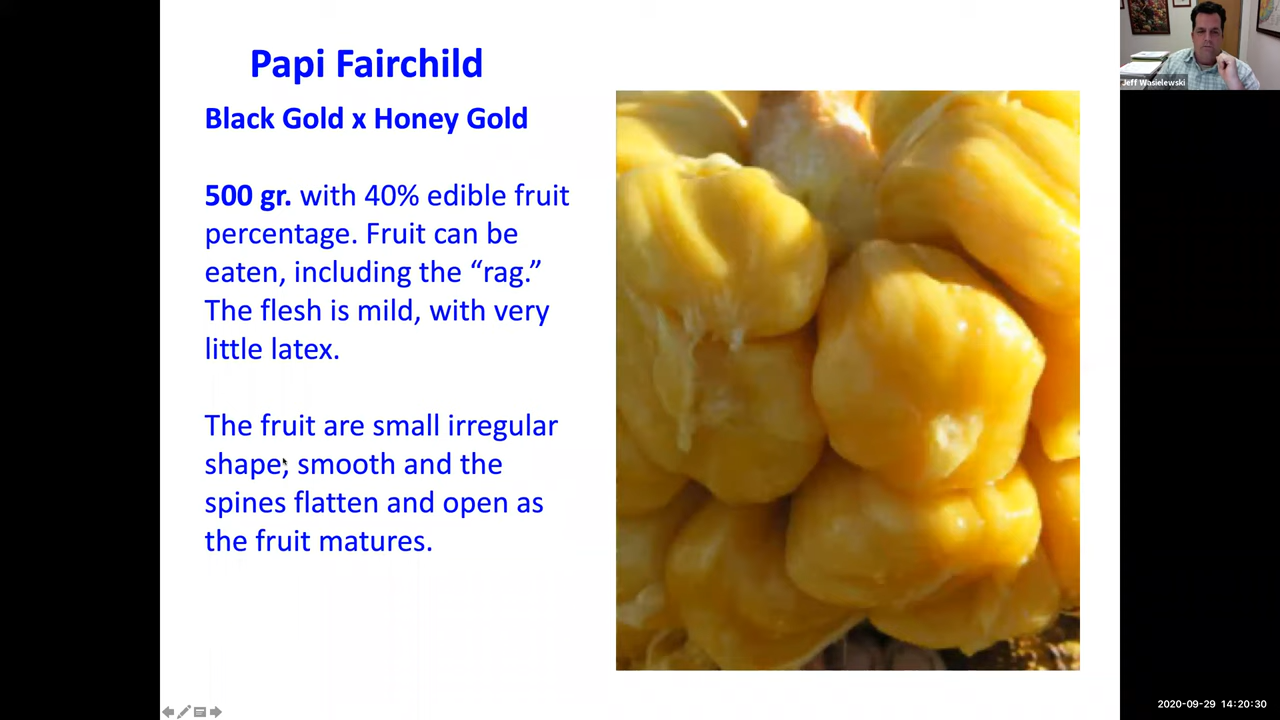 Papi Fairchild
Black Gold x Honey Gold
500 gr. with 40% edible fruit
percentage. Fruit can be
eaten, including the “rag.”
The flesh is mild, with very
little latex.
The fruit are small irregular
shape; smooth and the
spines flatten and open as
the fruit matures.
Jeff Wasielewski
2020-09-29 14:20:30